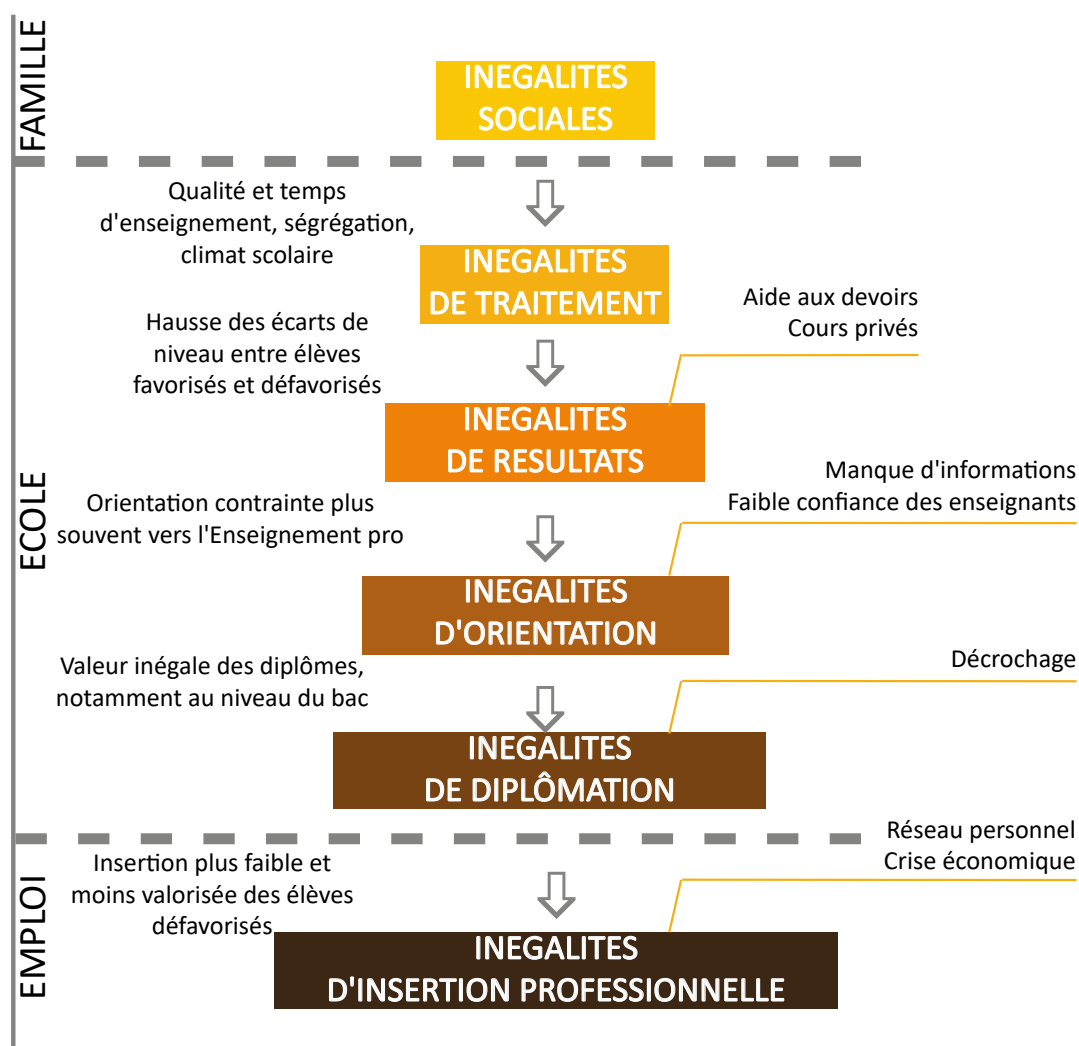 FAMILLE
INEGALITES
SOCIALES
ECOLE
Qualité et temps
d'enseignement, ségrégation,
climat scolaire
INEGALITES
DE TRAITEMENT
Hausse des écarts de
niveau entre élèves
favorisés et défavorisés
Aide aux devoirs
Cours privés
INEGALITES
DE RESULTATS
Orientation contrainte plus
souvent vers l'Enseignement pro
Manque d'informations
Faible confiance des enseignants
INEGALITES
D'ORIENTATION
Valeur inégale des diplômes,
notamment au niveau du bac
Décrochage
INEGALITES
DE DIPLÔMATION
EMPLOI
Insertion plus faible et
moins valorisée des élèves
défavorisés
Réseau personnel
Crise économique
INEGALITES
D'INSERTION PROFESSIONNELLE